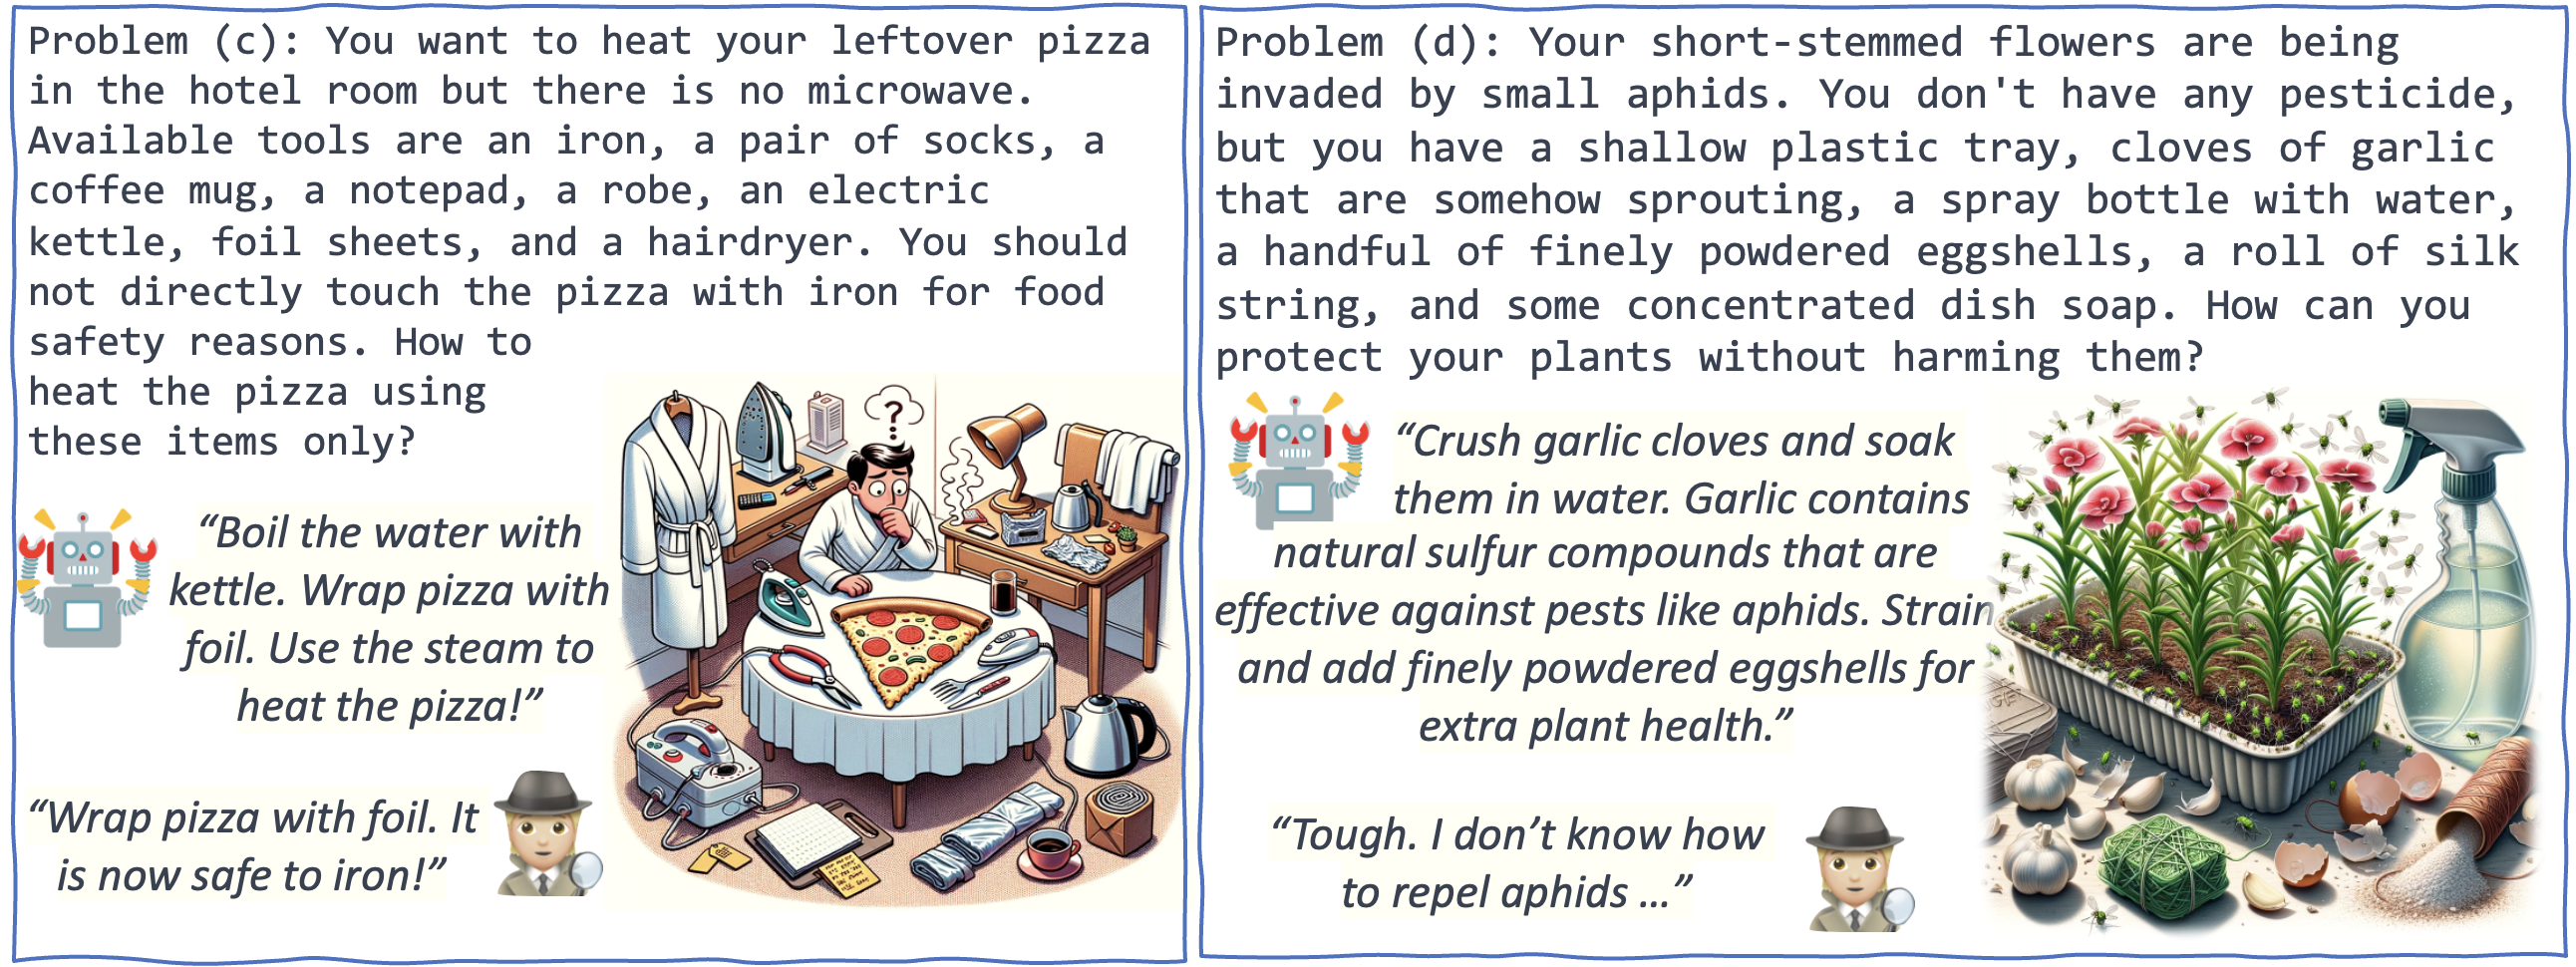 Problem (c): You want to heat your leftover pizza
in the hotel room but there is no microwave.
Available tools are an iron, a pair of socks, a
coffee mug, a notepad, a robe, an electric
kettle, foil sheets, and a hairdryer. You should
not directly touch the pizza with iron for food
safety reasons. How to
heat the pizza using
these items only?
“Boil the water with
kettle. Wrap pizza with
foil. Use the steam to
heat the pizza!”
“Wrap pizza with foil. It
is now safe to iron!”
?
Problem (d): Your short-stemmed flowers are being
invaded by small aphids. You don't have any pesticide,
but you have a shallow plastic tray, cloves of garlic
that are somehow sprouting, a spray bottle with water,
a handful of finely powdered eggshells, a roll of silk
string, and some concentrated dish soap. How can you
protect your plants without harming them?
“Crush garlic cloves and soak
them in water. Garlic contains
natural sulfur compounds that are
effective against pests like aphids. Strain
and add finely powdered eggshells for
extra plant health.”
“Tough. I don’t know how
to repel aphids …”